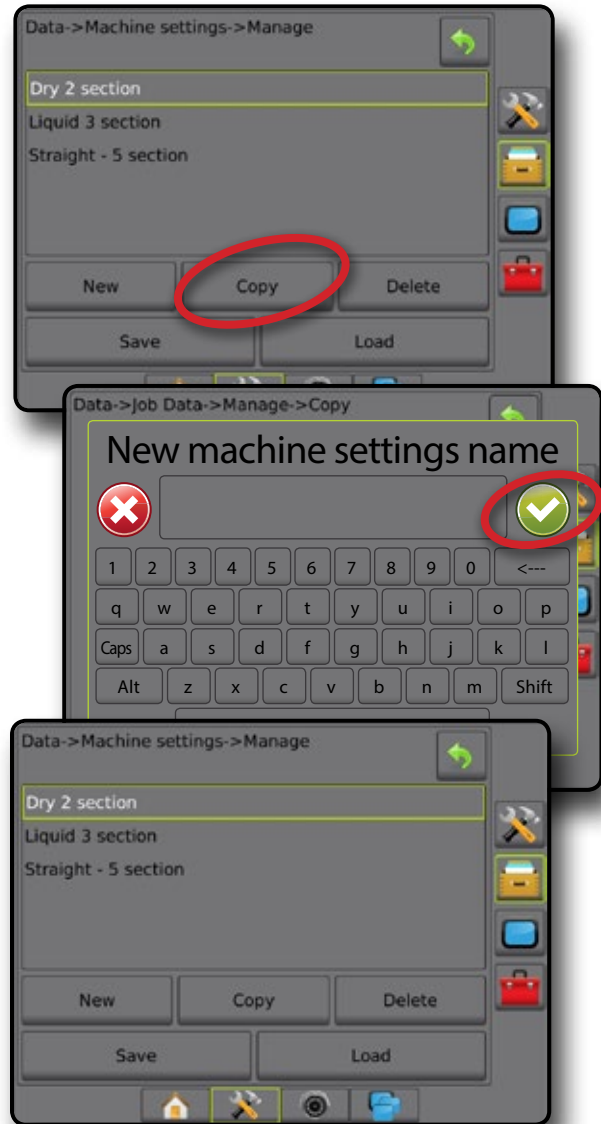 Data->Machine settings->Manage
Dry 2 section
Liquid 3 section
Straight - 5 section
New Copy Delete
Save Load
Data->Job Data->Manage->Copy
New machine settings name
1 2 3 4 5 6 7 8 9 0 <---
q w e r t y u i o p
Caps a s d f g h j k l
Alt z x c v b n m Shift
Data->Machine settings->Manage
Dry 2 section
Liquid 3 section
Straight - 5 section
New Copy Delete
Save Load